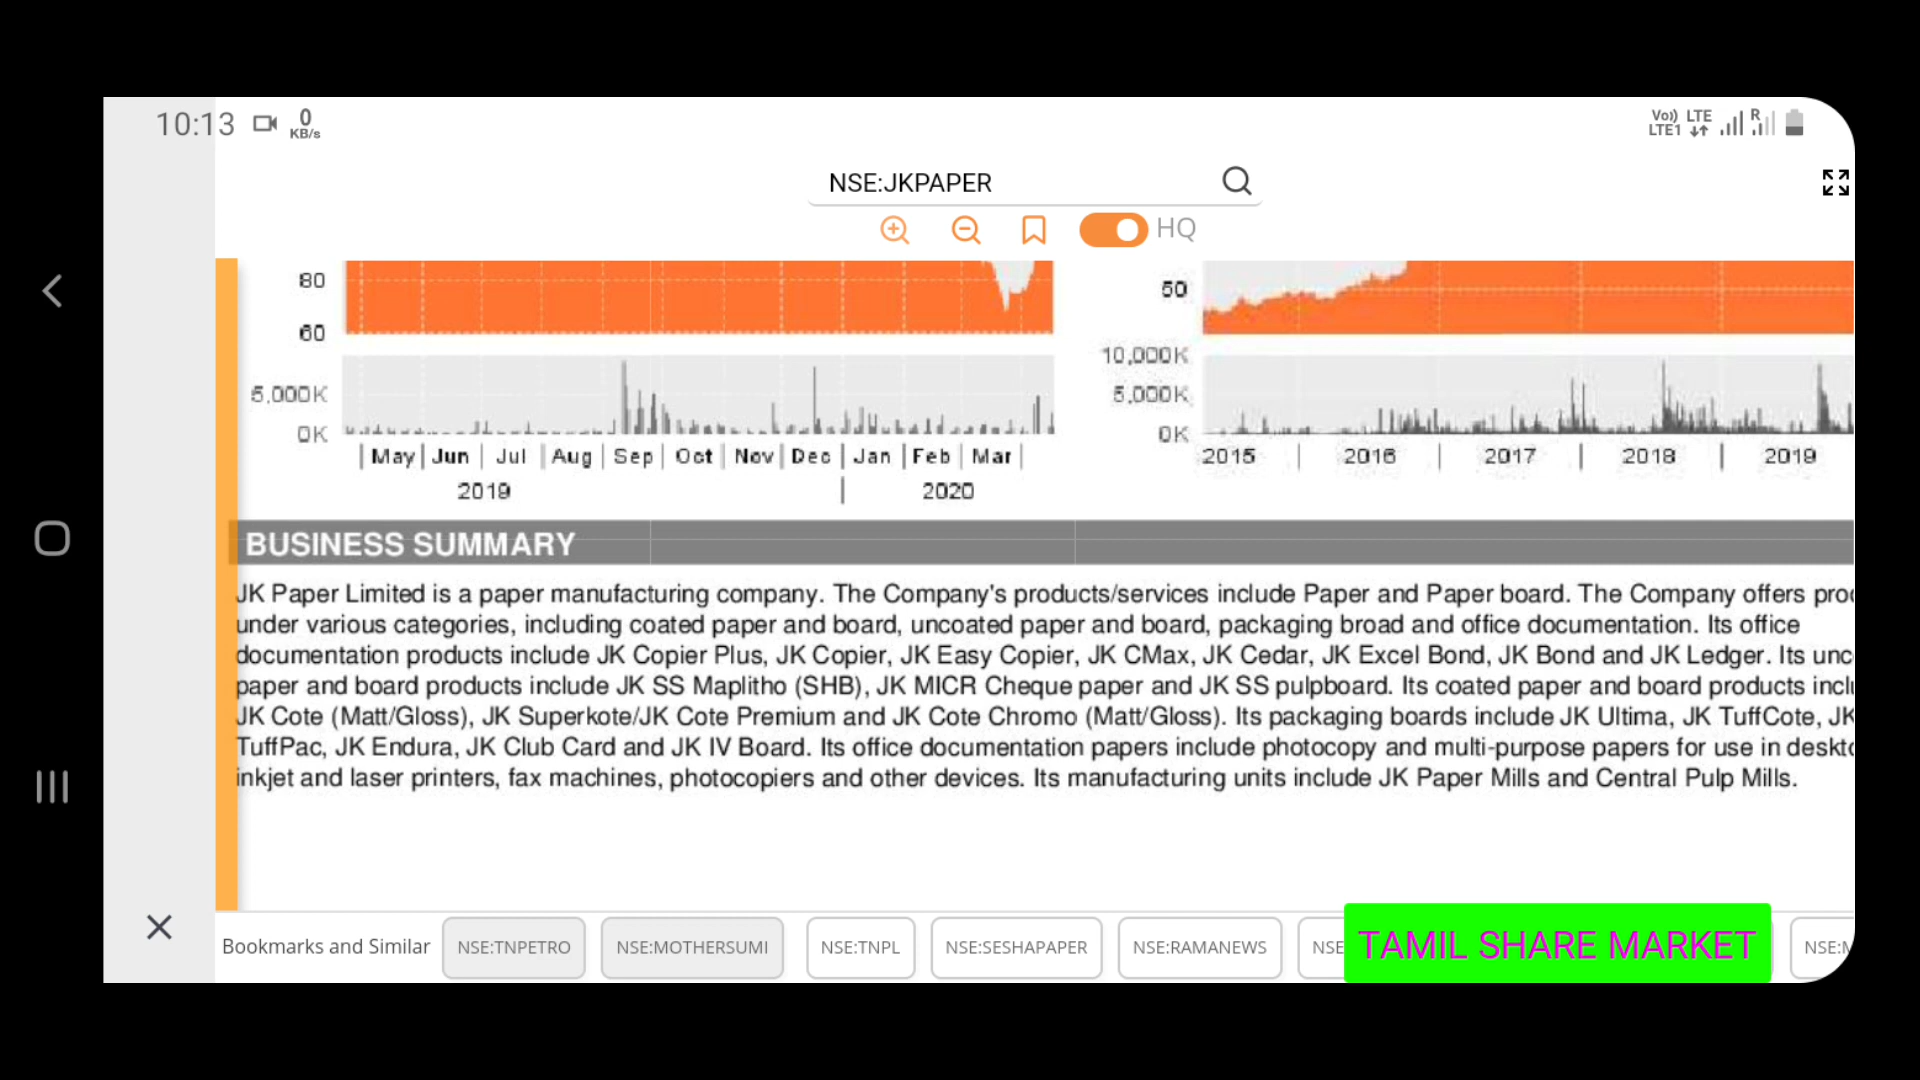 10:13
0
KB/s
Vo)) LTE
LTE1
R
NSE:JKPAPER
HQ
80
60
5,000K
0K
May Jun Jul Aug Sep Oct Nov Dec Jan Feb Mar
2019 2020
50
10,000K
5,000K
0K
2015 2016 2017 2018 2019
BUSINESS SUMMARY
JK Paper Limited is a paper manufacturing company. The Company's products/services include Paper and Paper board. The Company offers
under various categories, including coated paper and board, uncoated paper and board, packaging broad and office documentation. Its office
documentation products include JK Copier Plus, JK Copier, JK Easy Copier, JK CMax, JK Cedar, JK Excel Bond, JK Bond and JK Ledger. Its
paper and board products include JK SS Maplitho (SHB), JK MICR Cheque paper and JK SS pulpboard. Its coated paper and board products
JK Cote (Matt/Gloss), JK Superkote/JK Cote Premium and JK Cote Chromo (Matt/Gloss). Its packaging boards include JK Ultima, JK TuffCote, JK
TuffPac, JK Endura, JK Club Card and JK IV Board. Its office documentation papers include photocopy and multi-purpose papers for use in
inkjet and laser printers, fax machines, photocopiers and other devices. Its manufacturing units include JK Paper Mills and Central Pulp Mills.
Bookmarks and Similar NSE:TNPETRO NSE:MOTHERSUMI NSE:TNPL NSE:SESHAPAPER NSE:RAMANEWS NSE
TAMIL SHARE MARKET